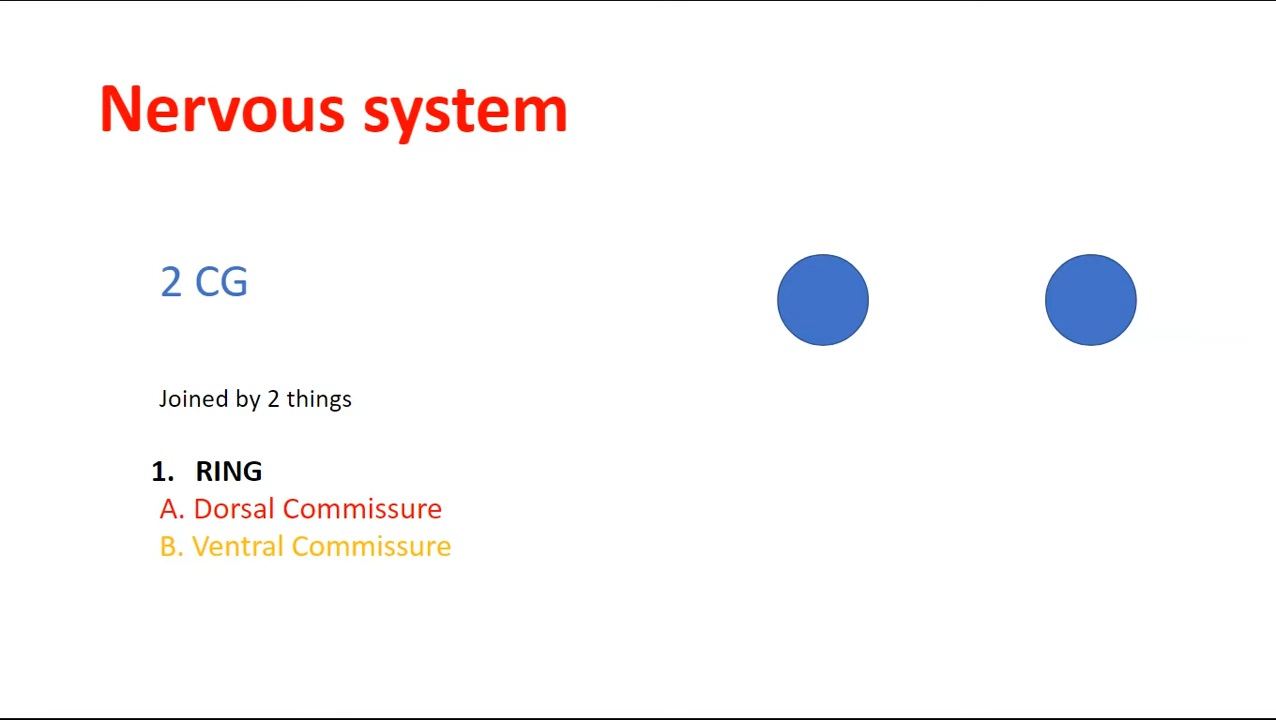 Nervous system
2 CG
Joined by 2 things
1. RING
A. Dorsal Commissure
B. Ventral Commissure